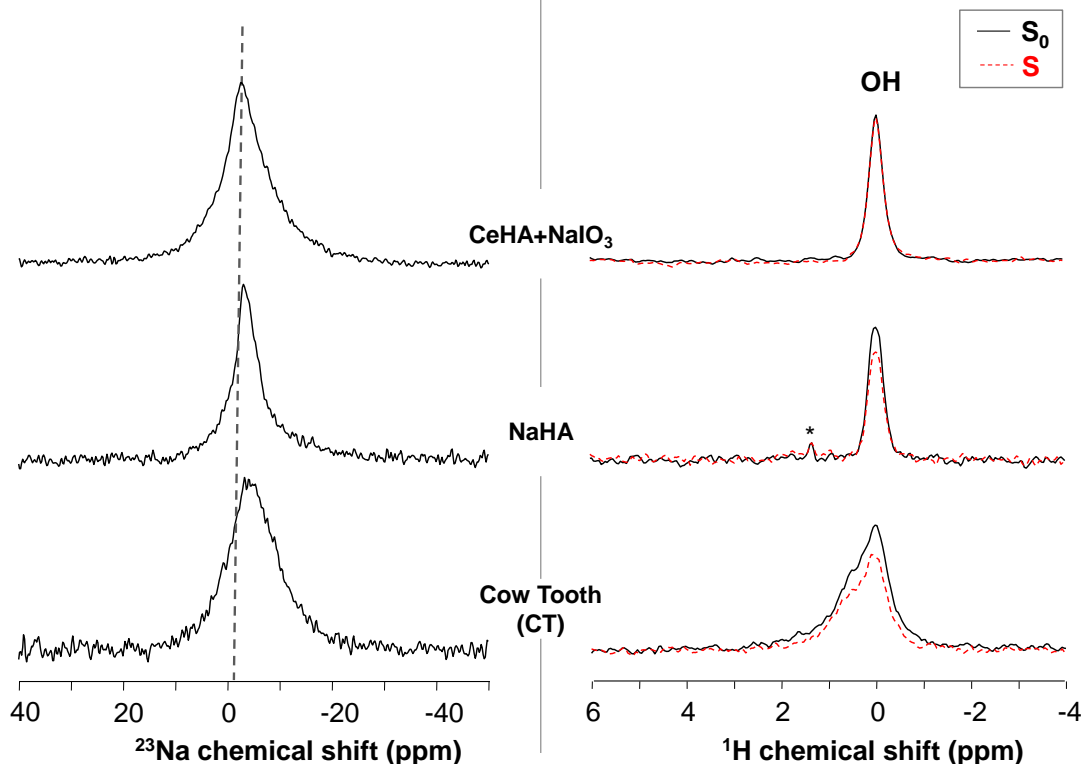 S₀
S
OH
CeHA+NaIO₃
NaHA
*
Cow Tooth
(CT)
40 20 0 -20 -40
6 4 2 0 -2 -4
²³Na chemical shift (ppm)
¹H chemical shift (ppm)